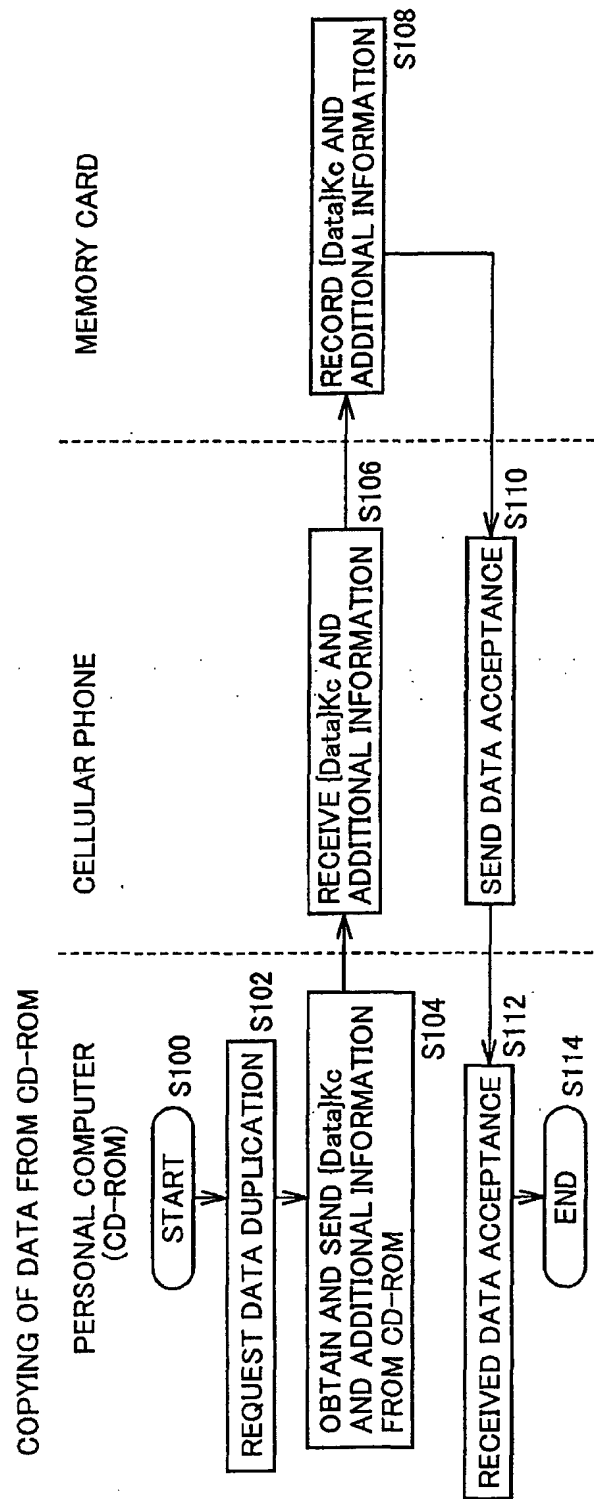 COPYING OF DATA FROM CD-ROM
PERSONAL COMPUTER
(CD-ROM)
CELLULAR PHONE
MEMORY CARD
START
S100
REQUEST DATA DUPLICATION
S102
OBTAIN AND SEND {Data}Kc
AND ADDITIONAL INFORMATION
FROM CD-ROM
S104
RECEIVE {Data}Kc AND
ADDITIONAL INFORMATION
S106
RECORD {Data}Kc AND
ADDITIONAL INFORMATION
S108
SEND DATA ACCEPTANCE
S110
RECEIVED DATA ACCEPTANCE
S112
END
S114